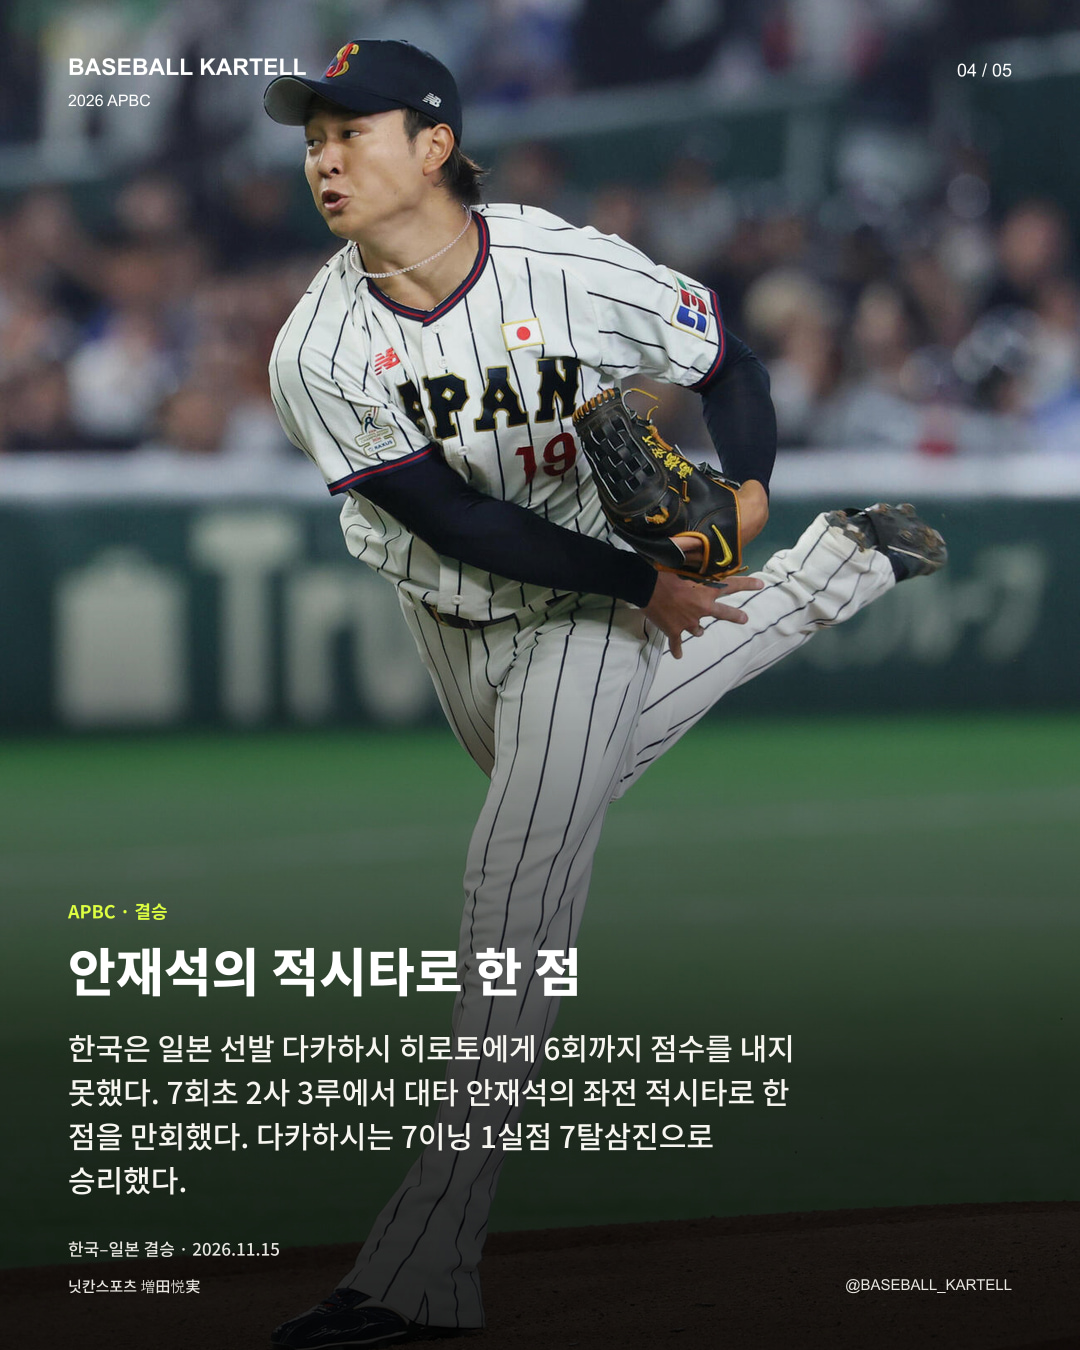 BASEBALL KARTELL
2026 APBC
04 / 05
JAPAN
19
APBC · 결승
안재석의 적시타로 한 점
한국은 일본 선발 다카하시 히로토에게 6회까지 점수를 내지
못했다. 7회초 2사 3루에서 대타 안재석의 좌전 적시타로 한
점을 만회했다. 다카하시는 7이닝 1실점 7탈삼진으로
승리했다.
한국–일본 결승 · 2026.11.15
닛칸스포츠 増田悦実
@BASEBALL_KARTELL